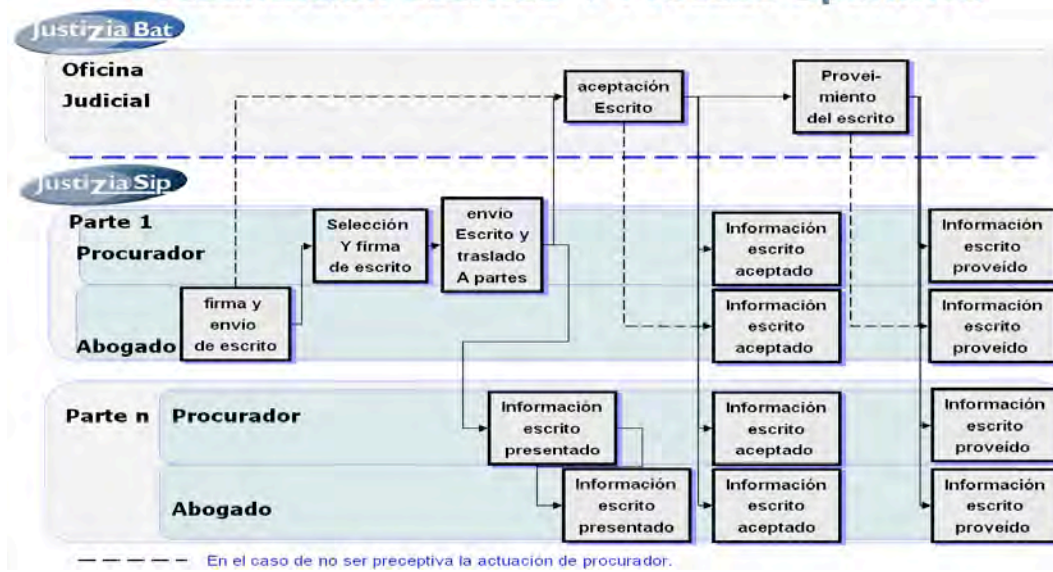 JustiziaBat
Oficina
Judicial
aceptación
Escrito
Provei-
miento
del escrito
JustiziaSip
Parte 1
Procurador
Selección
Y firma
de escrito
envío
Escrito y
traslado
A partes
Información
escrito
aceptado
Información
escrito
proveído
Abogado
firma y
envío
de escrito
Información
escrito
aceptado
Información
escrito
proveído
Parte n
Procurador
Información
escrito
presentado
Información
escrito
aceptado
Información
escrito
proveído
Abogado
Información
escrito
presentado
Información
escrito
aceptado
Información
escrito
proveído
En el caso de no ser preceptiva la actuación de procurador.